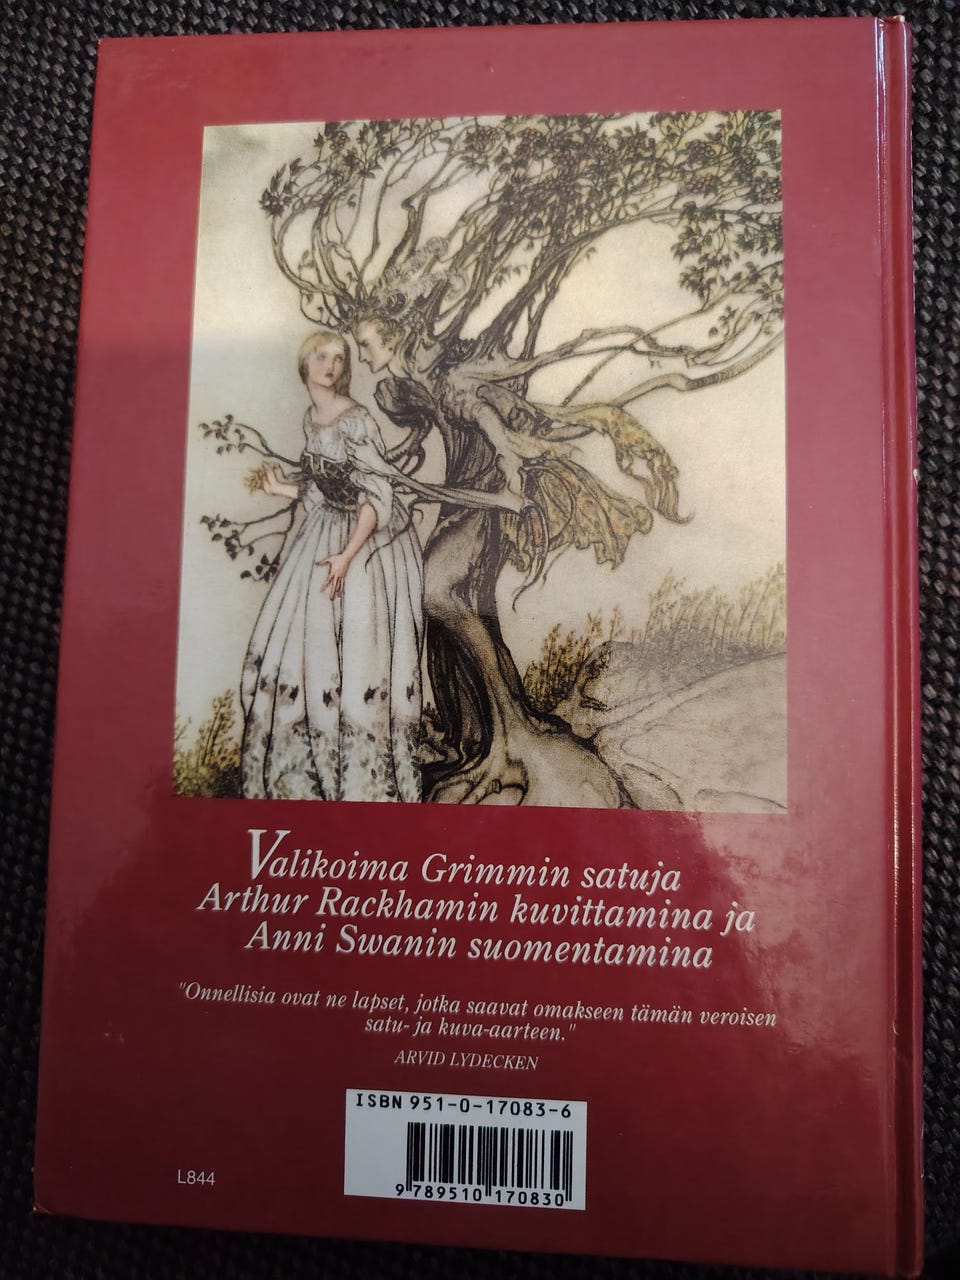 Valikoima Grimmin satuja
Arthur Rackhamin kuvittamina ja
Anni Swanin suomentamina
"Onnellisia ovat ne lapset, jotka saavat omakseen tämän veroisen
satu- ja kuva-aarteen."
ARVID LYDECKEN
ISBN 951-0-17083-6
9 789510 170830
L844